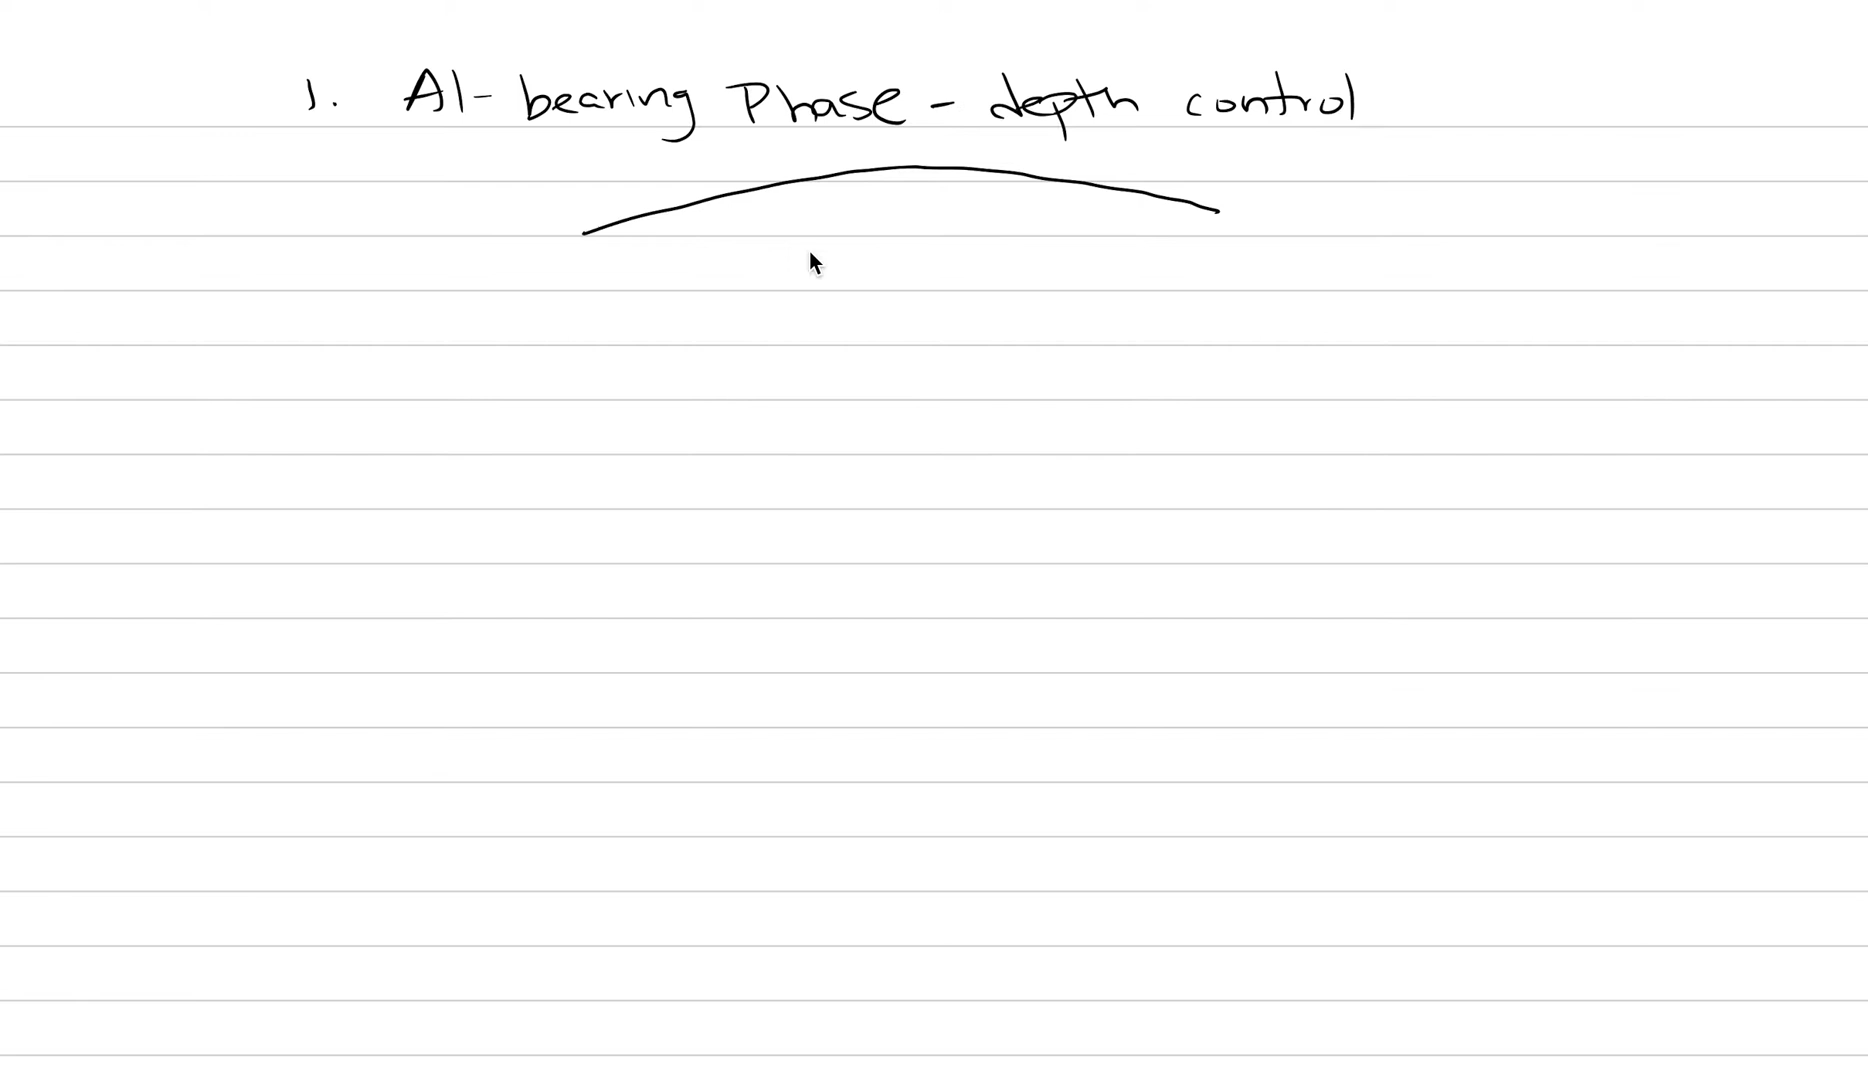 1. Al- bearing Phase - depth control